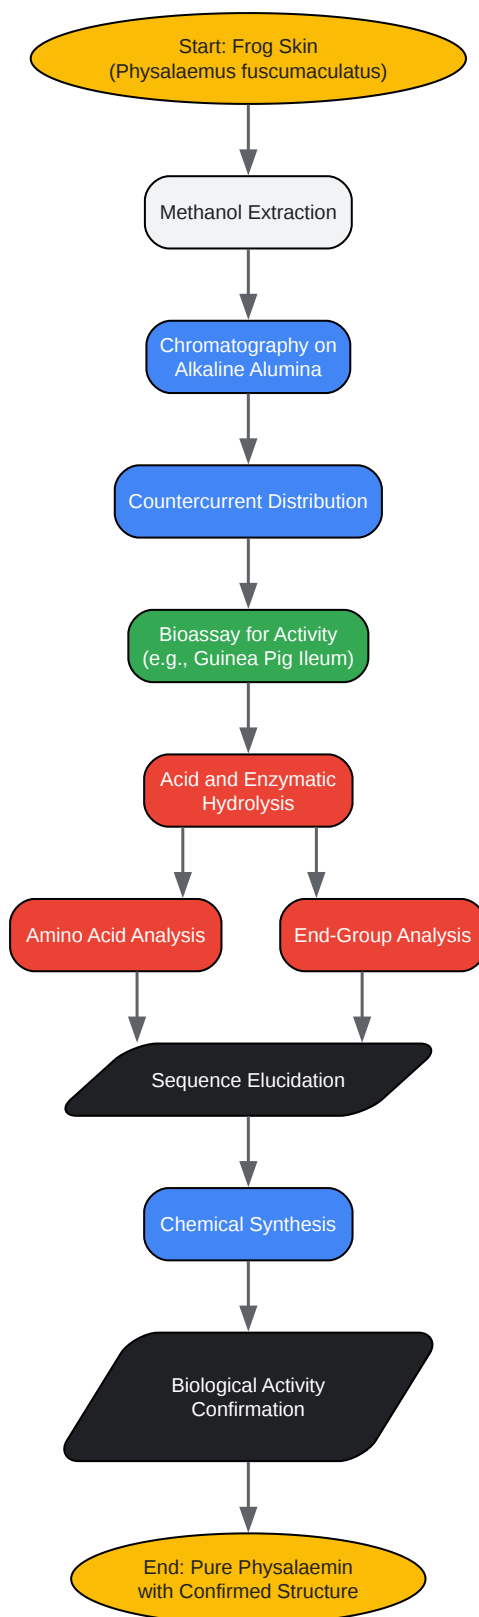 Start: Frog Skin
(Physalaemus fuscumaculatus)
Methanol Extraction
Chromatography on
Alkaline Alumina
Countercurrent Distribution
Bioassay for Activity
(e.g., Guinea Pig Ileum)
Acid and Enzymatic
Hydrolysis
Amino Acid Analysis
End-Group Analysis
Sequence Elucidation
Chemical Synthesis
Biological Activity
Confirmation
End: Pure Physalaemin
with Confirmed Structure